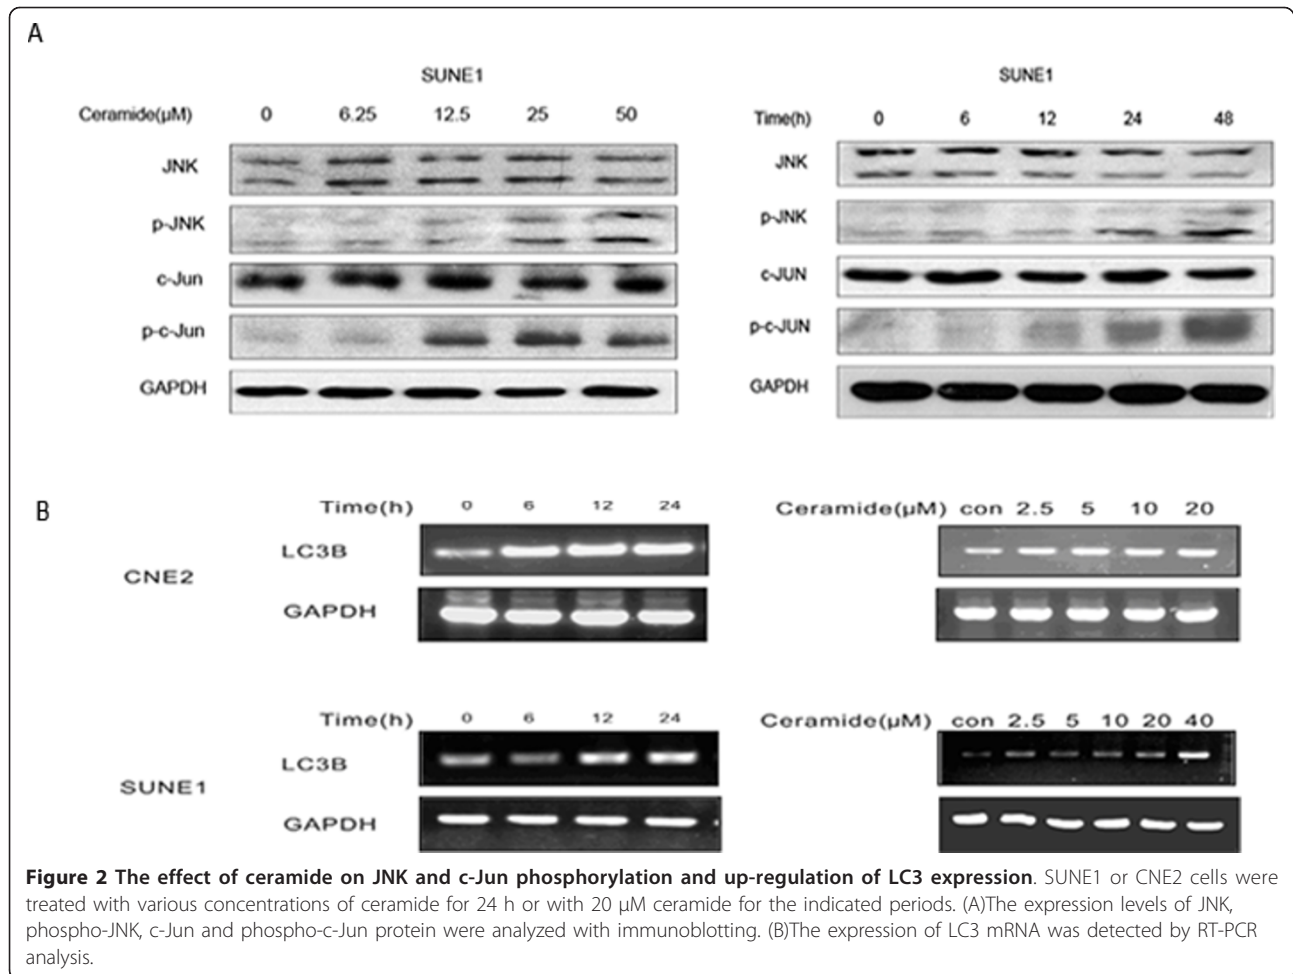 A
SUNE1
Ceramide(µM) 0 6.25 12.5 25 50
JNK
p-JNK
c-Jun
p-c-Jun
GAPDH
SUNE1
Time(h) 0 6 12 24 48
JNK
p-JNK
c-JUN
p-c-JUN
GAPDH
B
CNE2
Time(h) 0 6 12 24
LC3B
GAPDH
Ceramide(µM) con 2.5 5 10 20
SUNE1
Time(h) 0 6 12 24
LC3B
GAPDH
Ceramide(µM) con 2.5 5 10 20 40
Figure 2 The effect of ceramide on JNK and c-Jun phosphorylation and up-regulation of LC3 expression. SUNE1 or CNE2 cells were
treated with various concentrations of ceramide for 24 h or with 20 µM ceramide for the indicated periods. (A)The expression levels of JNK,
phospho-JNK, c-Jun and phospho-c-Jun protein were analyzed with immunoblotting. (B)The expression of LC3 mRNA was detected by RT-PCR
analysis.